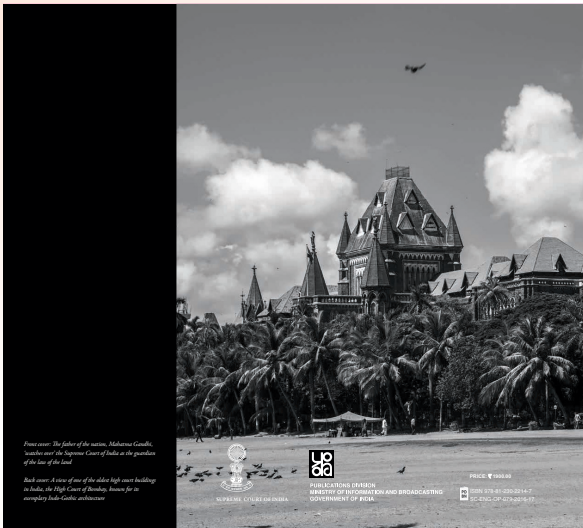 Front cover: The father of the nation, Mahatma Gandhi,
'watches over' the Supreme Court of India as the guardian
of the law of the land
Back cover: A view of one of the oldest high court buildings
in India, the High Court of Bombay, known for its
exemplary Indo-Gothic architecture
SUPREME COURT OF INDIA
PUBLICATIONS DIVISION
MINISTRY OF INFORMATION AND BROADCASTING
GOVERNMENT OF INDIA
PRICE
ISBN